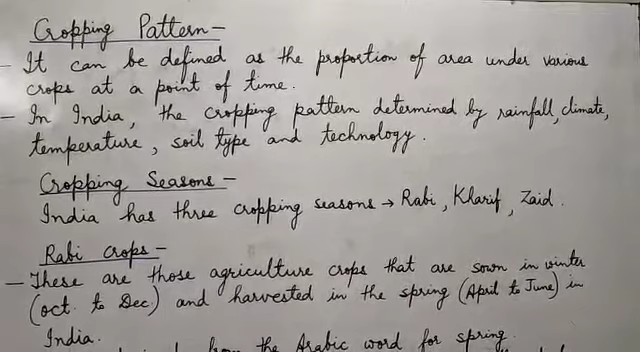 Cropping Pattern -
- It can be defined as the proportion of area under various
crops at a point of time.
- In India, the cropping pattern determined by rainfall, climate,
temperature, soil type and technology.
Cropping Seasons -
India has three cropping seasons → Rabi, Kharif, Zaid.
Rabi crops -
- These are those agriculture crops that are sown in winter
(oct to Dec) and harvested in the spring (April to June) in
India.
from the Arabic word for spring.